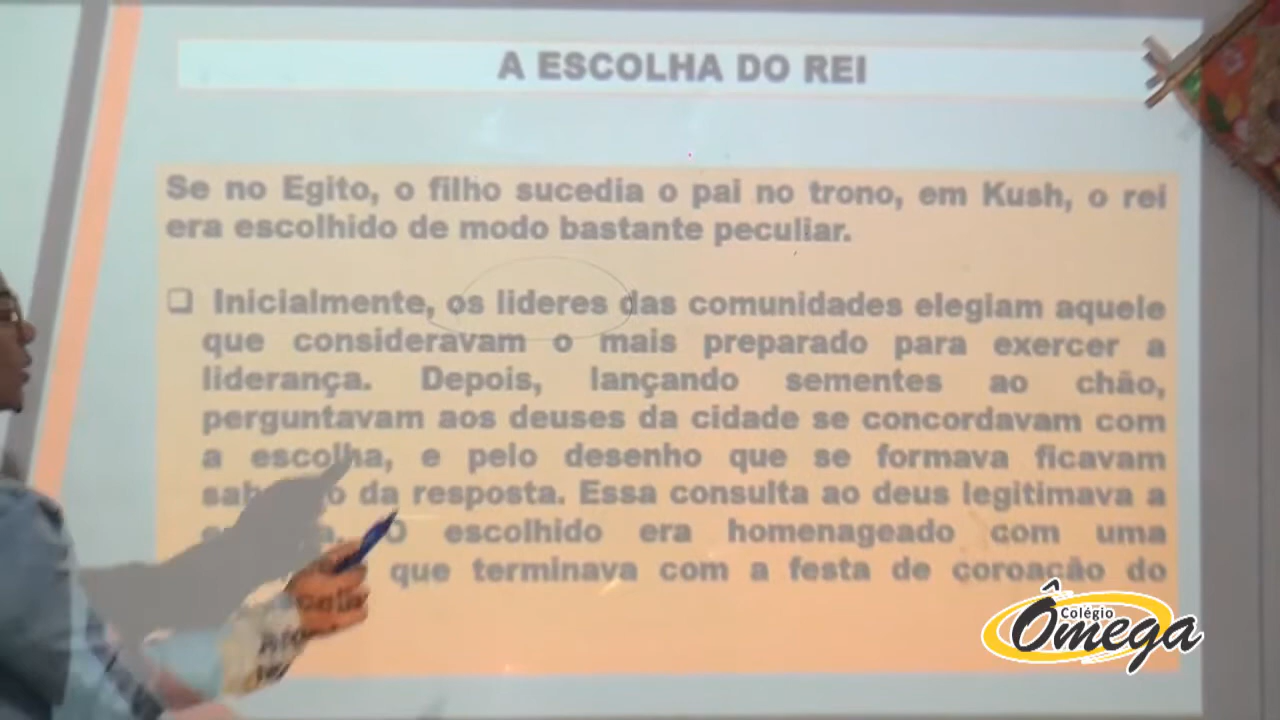 A ESCOLHA DO REI
Se no Egito, o filho sucedia o pai no trono, em Kush, o rei
era escolhido de modo bastante peculiar.
❑ Inicialmente, os lideres das comunidades elegiam aquele
que consideravam o mais preparado para exercer a
liderança. Depois, lançando sementes ao chão,
perguntavam aos deuses da cidade se concordavam com
a escolha, e pelo desenho que se formava ficavam
da resposta. Essa consulta ao deus legitimava a
O escolhido era homenageado com uma
que terminava com a festa de coroação do
Colégio
Ômega